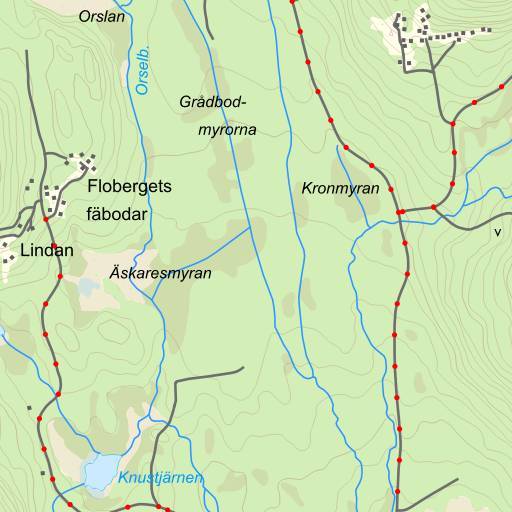 Orslan
Orselb.
Grådbod-
myrorna
Flobergets
fäbodar
Kronmyran
Lindan
Äskaresmyran
v
Knustjärnen